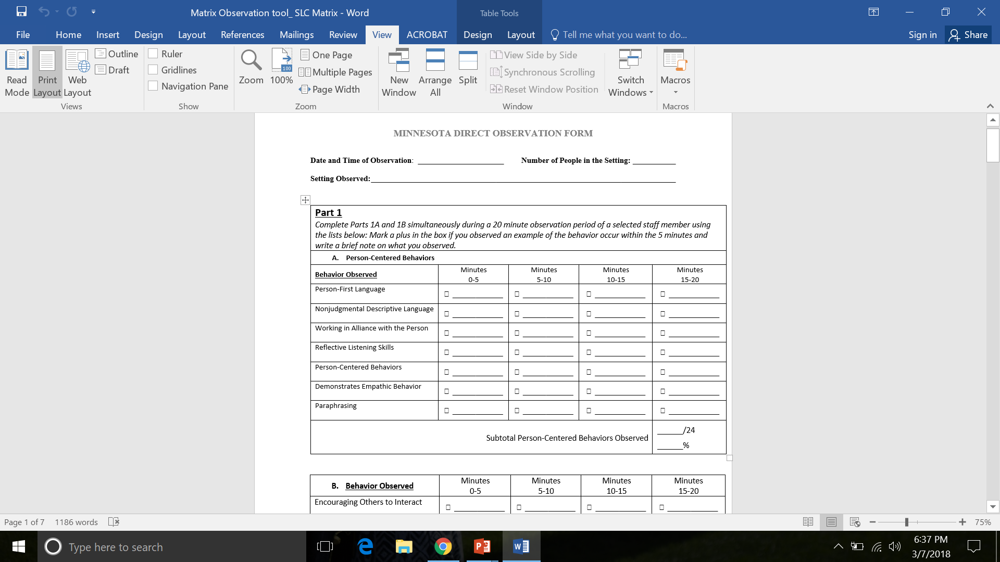 Matrix Observation tool_ SLC Matrix - Word
Table Tools
File Home Insert Design Layout References Mailings Review View ACROBAT Design Layout Tell me what you want to do... Sign in Share
Read Mode
Print Layout
Web Layout
Outline
Draft
Views
Ruler
Gridlines
Navigation Pane
Show
Zoom
100
100%
One Page
Multiple Pages
Page Width
Zoom
New Window
Arrange All
Split
View Side by Side
Synchronous Scrolling
Reset Window Position
Window
Switch Windows
Macros
Macros
MINNESOTA DIRECT OBSERVATION FORM
Date and Time of Observation: ______________________ Number of People in the Setting: ___________
Setting Observed:______________________________________________________________________________
Part 1
Complete Parts 1A and 1B simultaneously during a 20 minute observation period of a selected staff member using
the lists below: Mark a plus in the box if you observed an example of the behavior occur within the 5 minutes and
write a brief note on what you observed.
A. Person-Centered Behaviors
Behavior Observed Minutes 0-5 Minutes 5-10 Minutes 10-15 Minutes 15-20
Person-First Language
Nonjudgmental Descriptive Language
Working in Alliance with the Person
Reflective Listening Skills
Person-Centered Behaviors
Demonstrates Empathic Behavior
Paraphrasing
Subtotal Person-Centered Behaviors Observed
______/24
______%
B. Behavior Observed Minutes 0-5 Minutes 5-10 Minutes 10-15 Minutes 15-20
Encouraging Others to Interact
Page 1 of 7 1186 words 75%
Type here to search
6:37 PM
3/7/2018